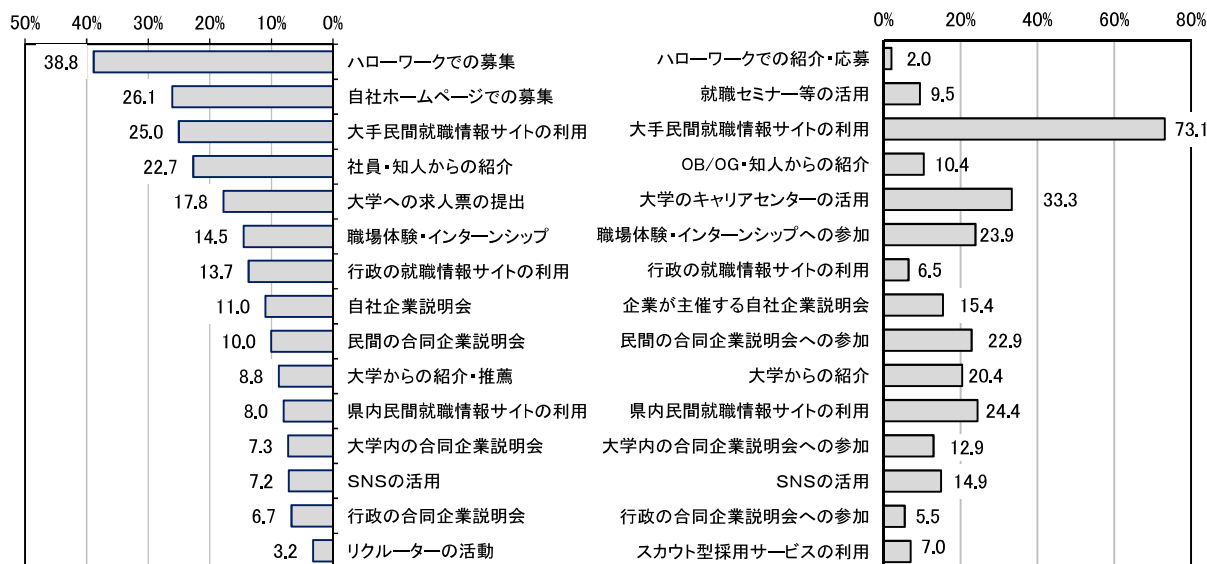 50% 40% 30% 20% 10% 0%
38.8 ハローワークでの募集
26.1 自社ホームページでの募集
25.0 大手民間就職情報サイトの利用
22.7 社員・知人からの紹介
17.8 大学への求人票の提出
14.5 職場体験・インターンシップ
13.7 行政の就職情報サイトの利用
11.0 自社企業説明会
10.0 民間の合同企業説明会
8.8 大学からの紹介・推薦
8.0 県内民間就職情報サイトの利用
7.3 大学内の合同企業説明会
7.2 SNSの活用
6.7 行政の合同企業説明会
3.2 リクルーターの活動
0% 20% 40% 60% 80%
ハローワークでの紹介・応募 2.0
就職セミナー等の活用 9.5
大手民間就職情報サイトの利用 73.1
OB/OG・知人からの紹介 10.4
大学のキャリアセンターの活用 33.3
職場体験・インターンシップへの参加 23.9
行政の就職情報サイトの利用 6.5
企業が主催する自社企業説明会 15.4
民間の合同企業説明会への参加 22.9
大学からの紹介 20.4
県内民間就職情報サイトの利用 24.4
大学内の合同企業説明会への参加 12.9
SNSの活用 14.9
行政の合同企業説明会への参加 5.5
スカウト型採用サービスの利用 7.0